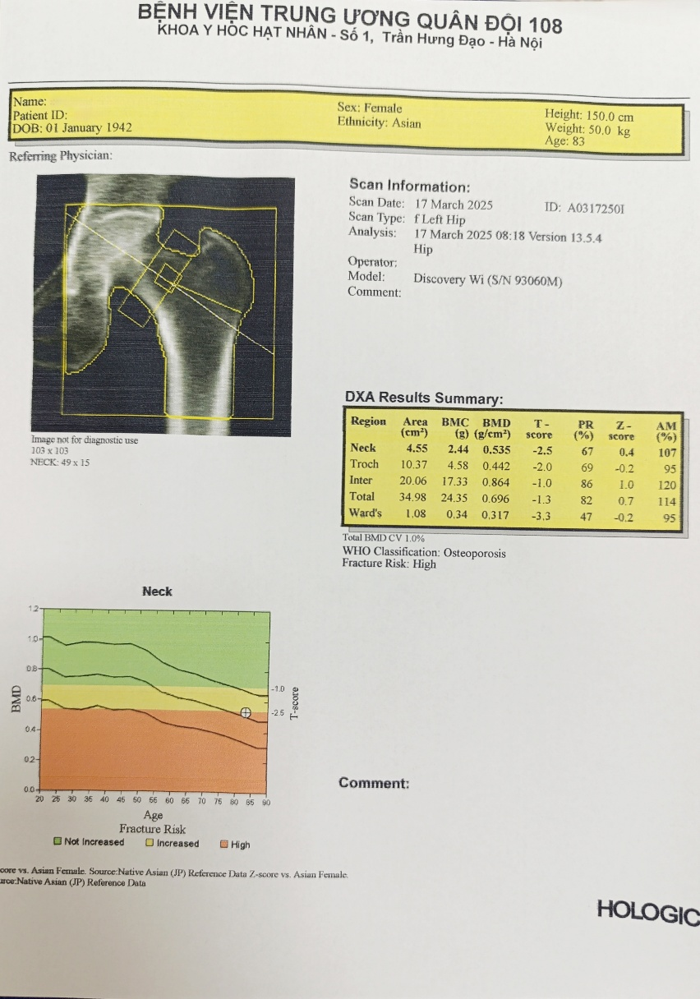 BỆNH VIỆN TRUNG ƯƠNG QUÂN ĐỘI 108
KHOA Y HỌC HẠT NHÂN - Số 1, Trần Hưng Đạo - Hà Nội
Name:
Patient ID:
DOB: 01 January 1942
Sex: Female
Ethnicity: Asian
Height: 150.0 cm
Weight: 50.0 kg
Age: 83
Referring Physician:
Image not for diagnostic use
103 x 103
NECK: 49 x 15
Scan Information:
Scan Date: 17 March 2025 ID: A0317250I
Scan Type: f Left Hip
Analysis: 17 March 2025 08:18 Version 13.5.4
Hip
Operator:
Model: Discovery Wi (S/N 93060M)
Comment:
DXA Results Summary:
Region Area BMC BMD T - PR Z - AM
(cm²) (g) (g/cm²) score (%) score (%)
Neck 4.55 2.44 0.535 -2.5 67 0.4 107
Troch 10.37 4.58 0.442 -2.0 69 -0.2 95
Inter 20.06 17.33 0.864 -1.0 86 1.0 120
Total 34.98 24.35 0.696 -1.3 82 0.7 114
Ward's 1.08 0.34 0.317 -3.3 47 -0.2 95
Total BMD CV 1.0%
WHO Classification: Osteoporosis
Fracture Risk: High
Neck
1.2
1.0
0.8
0.6
0.4
0.2
0.0
BMD
-1.0
-2.5
T-score
20 25 30 35 40 45 50 55 60 65 70 75 80 85 90
Age
Fracture Risk
Not Increased Increased High
Comment:
core vs. Asian Female. Source:Native Asian (JP) Reference Data Z-score vs. Asian Female.
urce:Native Asian (JP) Reference Data
HOLOGIC